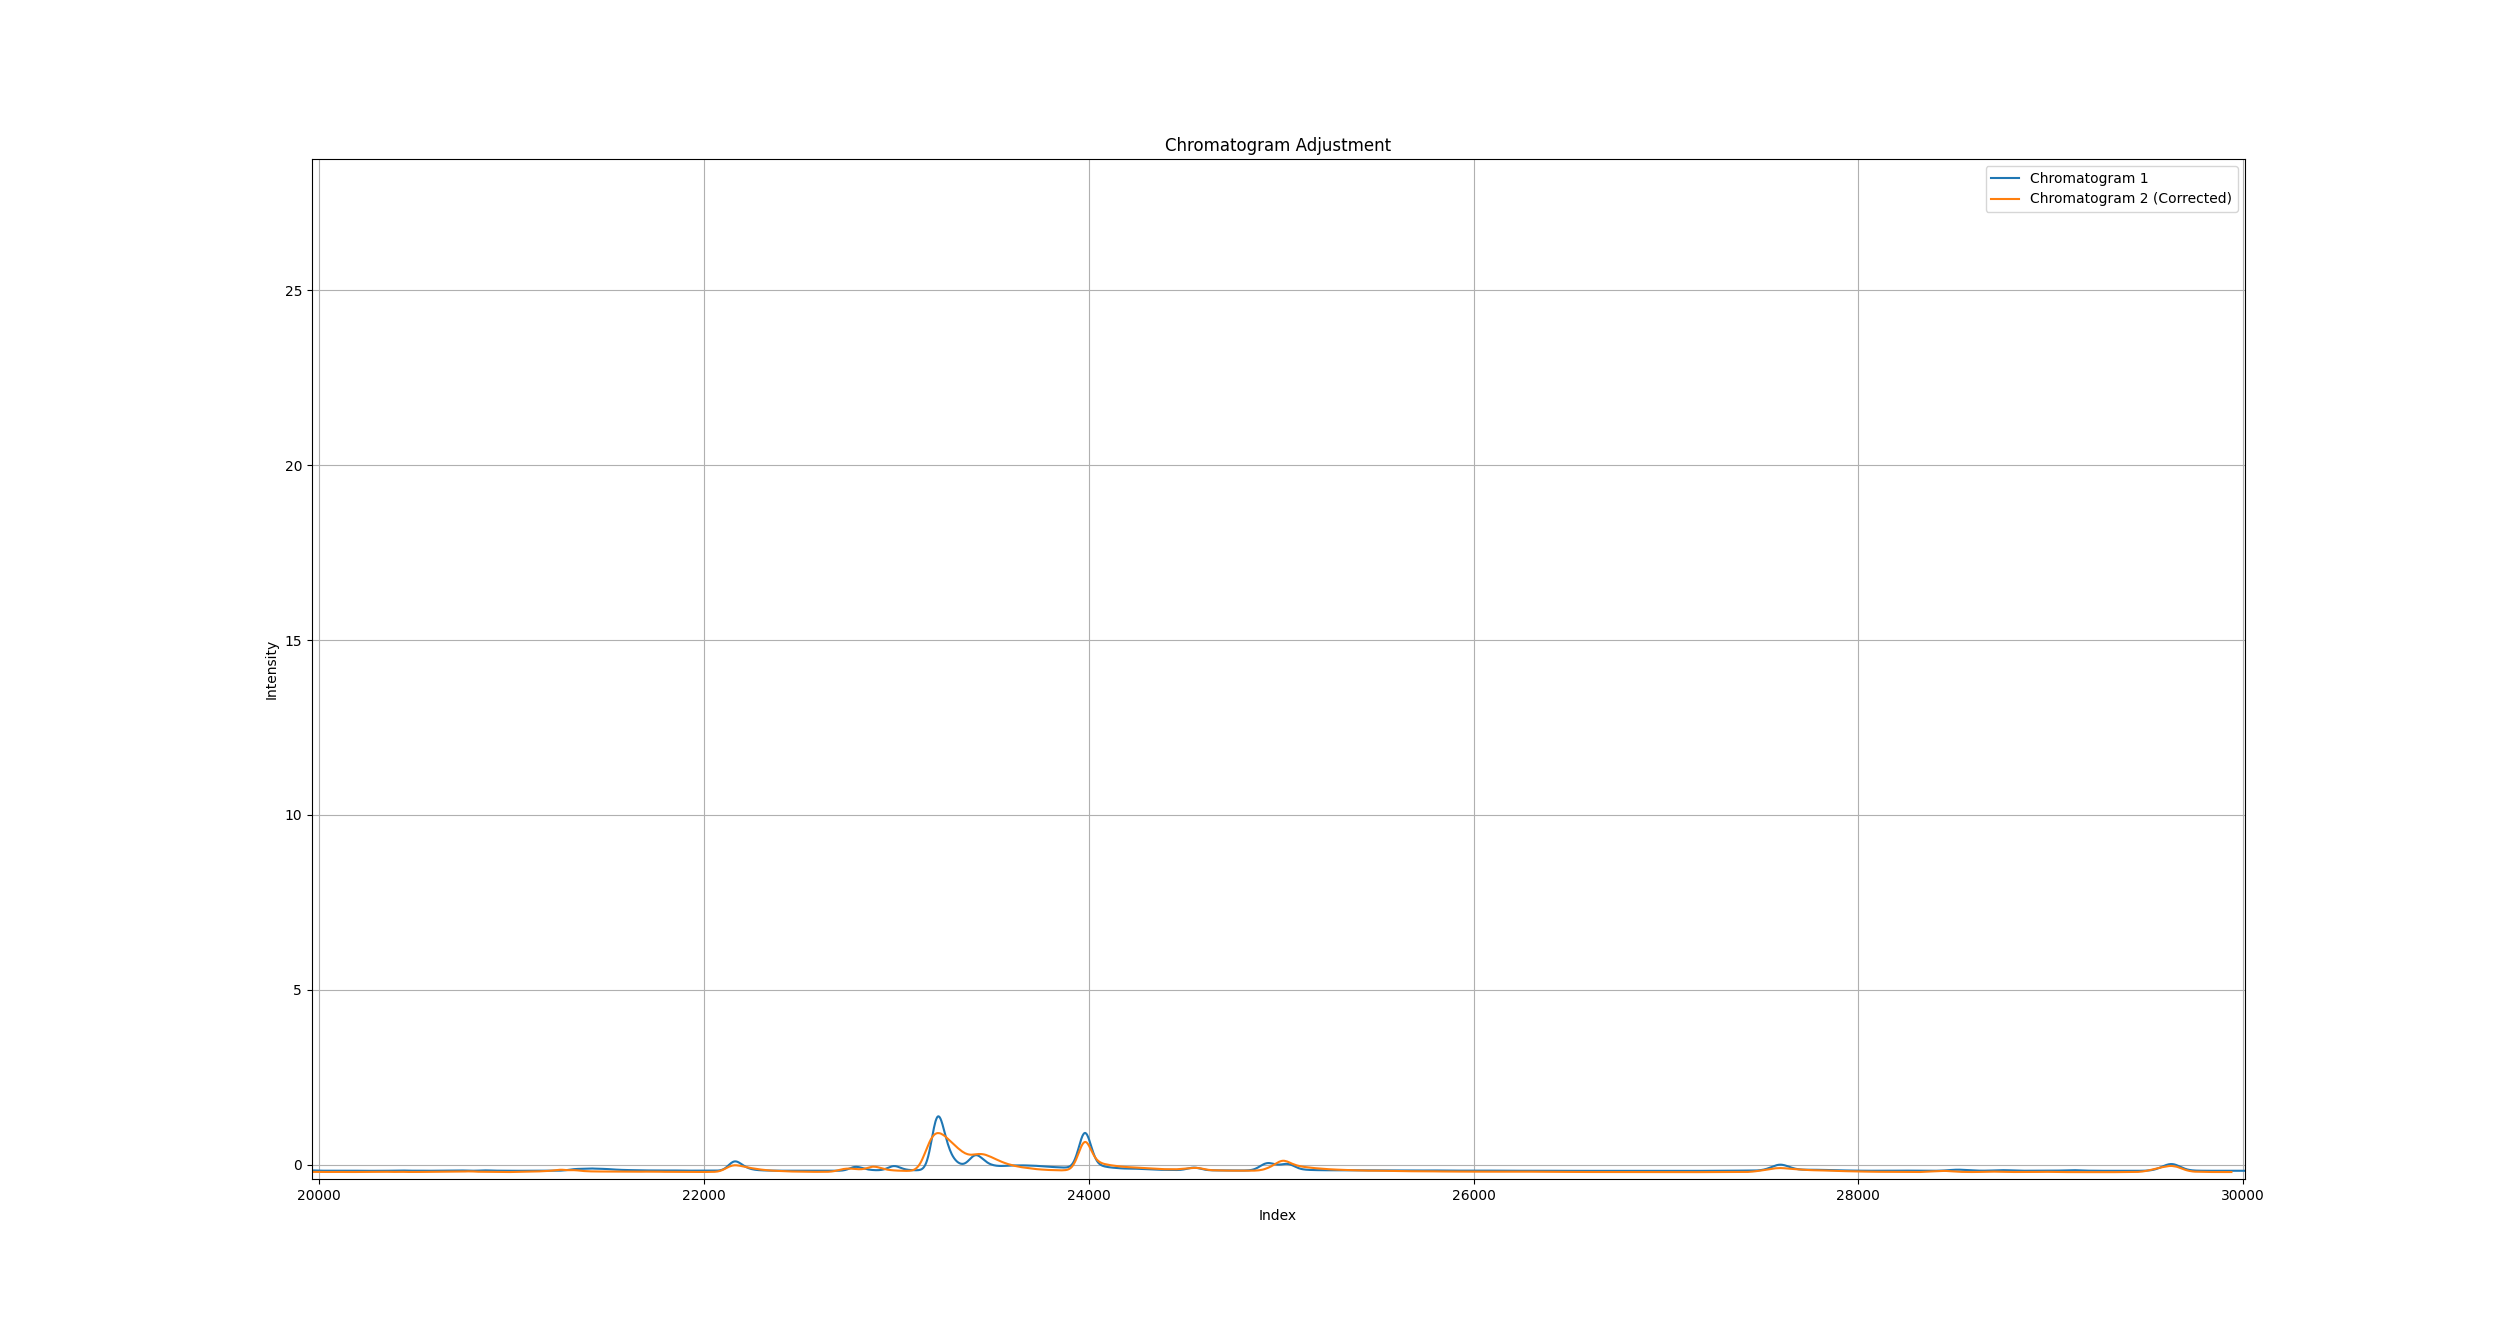 Chromatogram Adjustment
Chromatogram 1
Chromatogram 2 (Corrected)
25
20
15
10
5
0
Intensity
20000 22000 24000 26000 28000 30000
Index